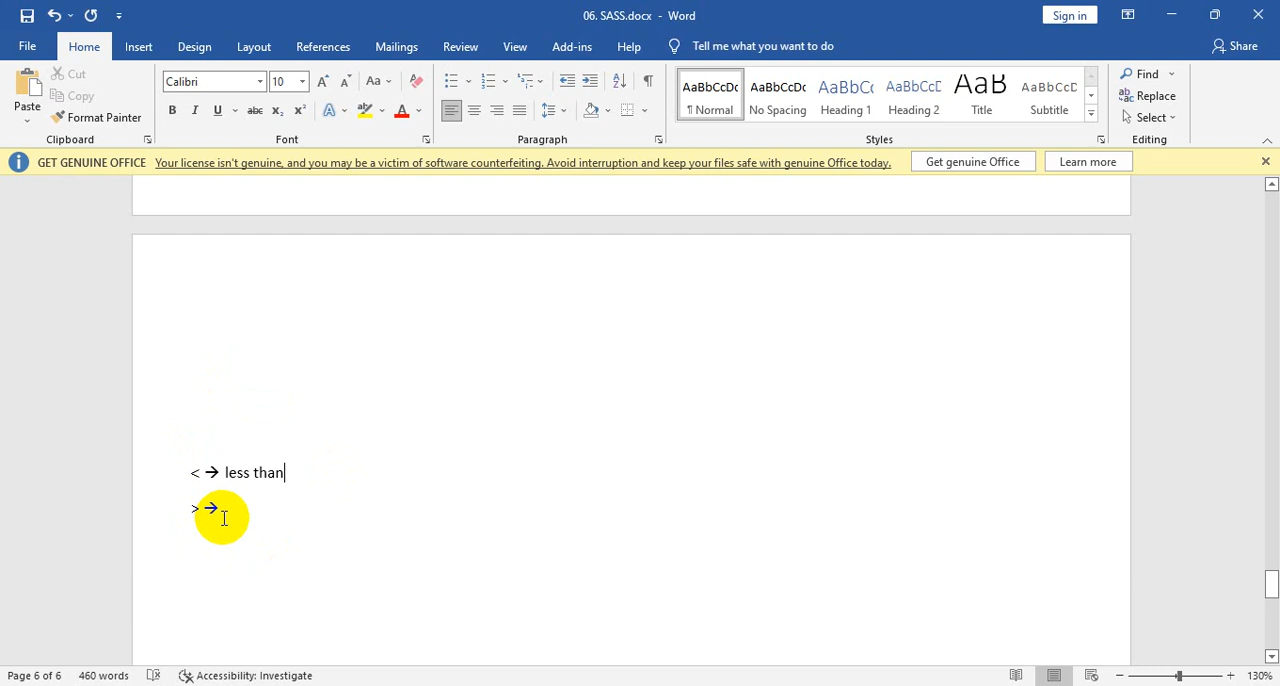 06. SASS.docx - Word
Sign in
File Home Insert Design Layout References Mailings Review View Add-ins Help Tell me what you want to do Share
Paste Cut Copy Format Painter
Clipboard
Calibri 10 Aa
B I U abc x₂ x² A A
Font
Paragraph
AaBbCcDc AaBbCcDc AaBbCc AaBbCcD AaB AaBbCcD
¶ Normal No Spacing Heading 1 Heading 2 Title Subtitle
Styles
Find
Replace
Select
Editing
GET GENUINE OFFICE Your license isn't genuine, and you may be a victim of software counterfeiting. Avoid interruption and keep your files safe with genuine Office today. Get genuine Office Learn more
< → less than
> →
Page 6 of 6 460 words Accessibility: Investigate 130%